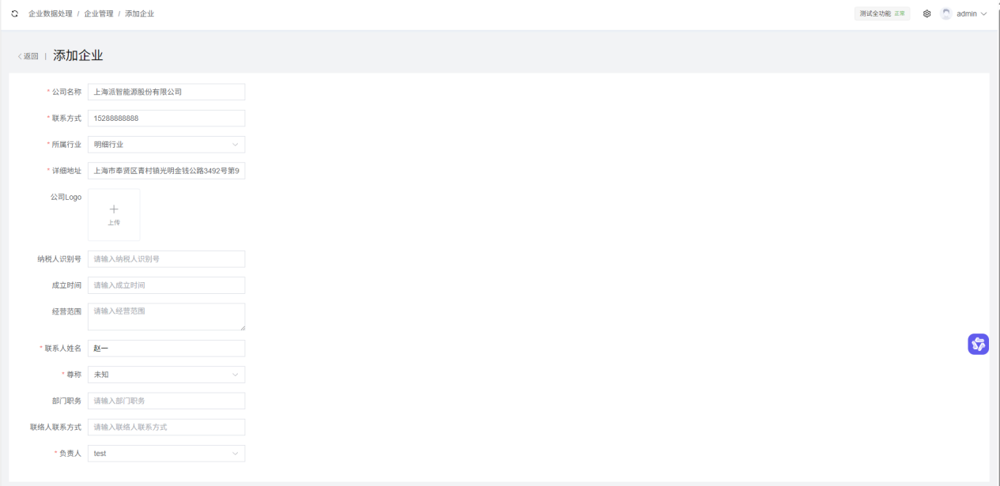 企业数据处理 / 企业管理 / 添加企业
测试全功能 正常 admin
返回 | 添加企业
* 公司名称 上海派智能源股份有限公司
* 联系方式 15288888888
* 所属行业 明细行业
* 详细地址 上海市奉贤区青村镇光明金钱公路3492号第9
公司Logo
上传
纳税人识别号 请输入纳税人识别号
成立时间 请输入成立时间
经营范围 请输入经营范围
* 联系人姓名 赵一
* 尊称 未知
部门职务 请输入部门职务
联络人联系方式 请输入联络人联系方式
* 负责人 test